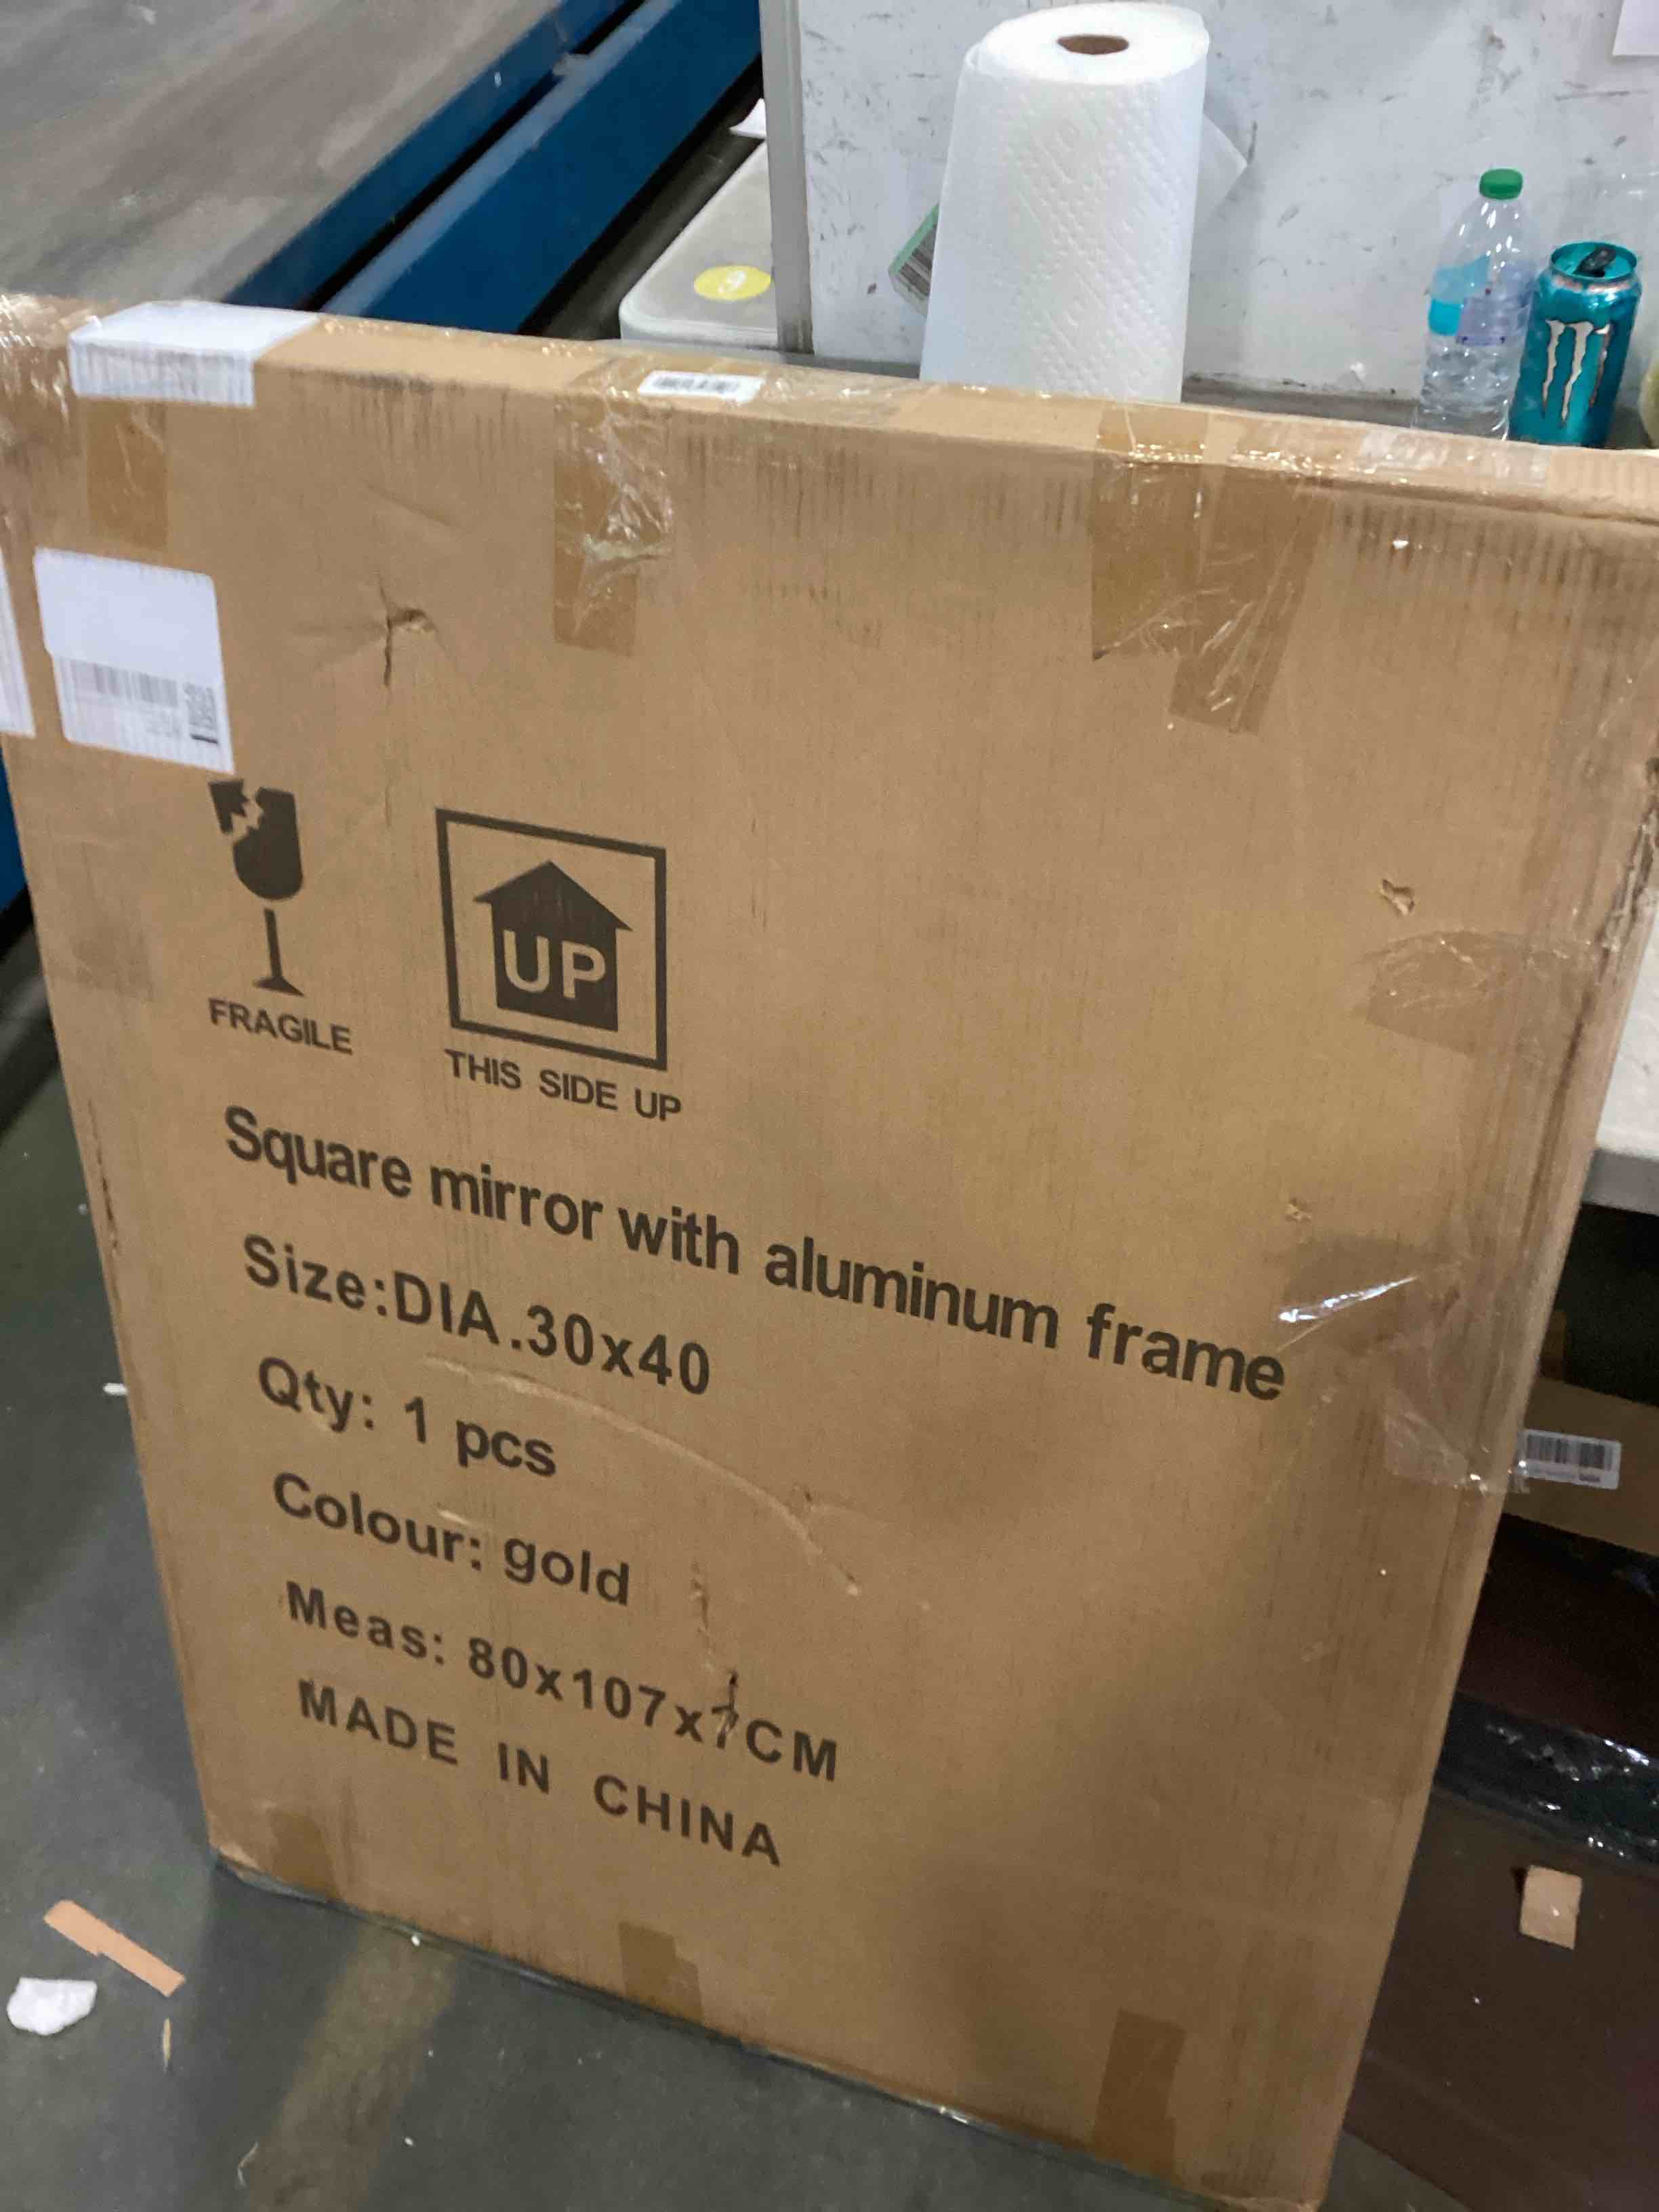 UP
FRAGILE
THIS SIDE UP
Square mirror with aluminum frame
Size:DIA.30x40
Qty: 1 pcs
Colour: gold
Meas: 80x107x7CM
MADE IN CHINA